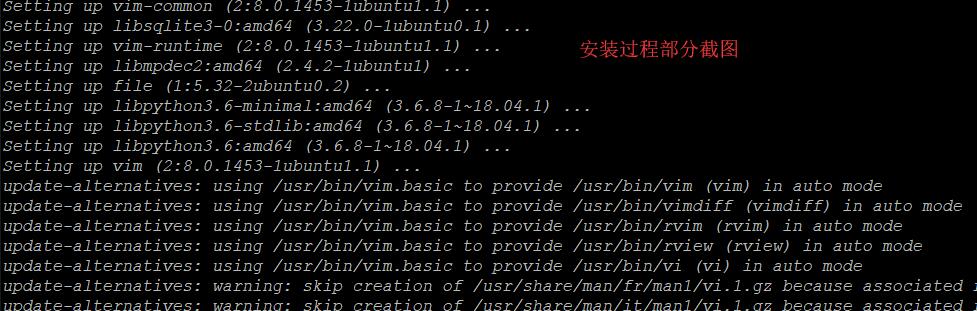 Setting up vim-common (2:8.0.1453-1ubuntu1.1) ...
Setting up libsqlite3-0:amd64 (3.22.0-1ubuntu0.1) ...
Setting up vim-runtime (2:8.0.1453-1ubuntu1.1) ...
安装过程部分截图
Setting up libmpdec2:amd64 (2.4.2-1ubuntu1) ...
Setting up file (1:5.32-2ubuntu0.2) ...
Setting up libpython3.6-minimal:amd64 (3.6.8-1~18.04.1) ...
Setting up libpython3.6-stdlib:amd64 (3.6.8-1~18.04.1) ...
Setting up libpython3.6:amd64 (3.6.8-1~18.04.1) ...
Setting up vim (2:8.0.1453-1ubuntu1.1) ...
update-alternatives: using /usr/bin/vim.basic to provide /usr/bin/vim (vim) in auto mode
update-alternatives: using /usr/bin/vim.basic to provide /usr/bin/vimdiff (vimdiff) in auto mode
update-alternatives: using /usr/bin/vim.basic to provide /usr/bin/rvim (rvim) in auto mode
update-alternatives: using /usr/bin/vim.basic to provide /usr/bin/rview (rview) in auto mode
update-alternatives: using /usr/bin/vim.basic to provide /usr/bin/vi (vi) in auto mode
update-alternatives: warning: skip creation of /usr/share/man/fr/man1/vi.1.gz because associated
update-alternatives: warning: skip creation of /usr/share/man/it/man1/vi.1.gz because associated